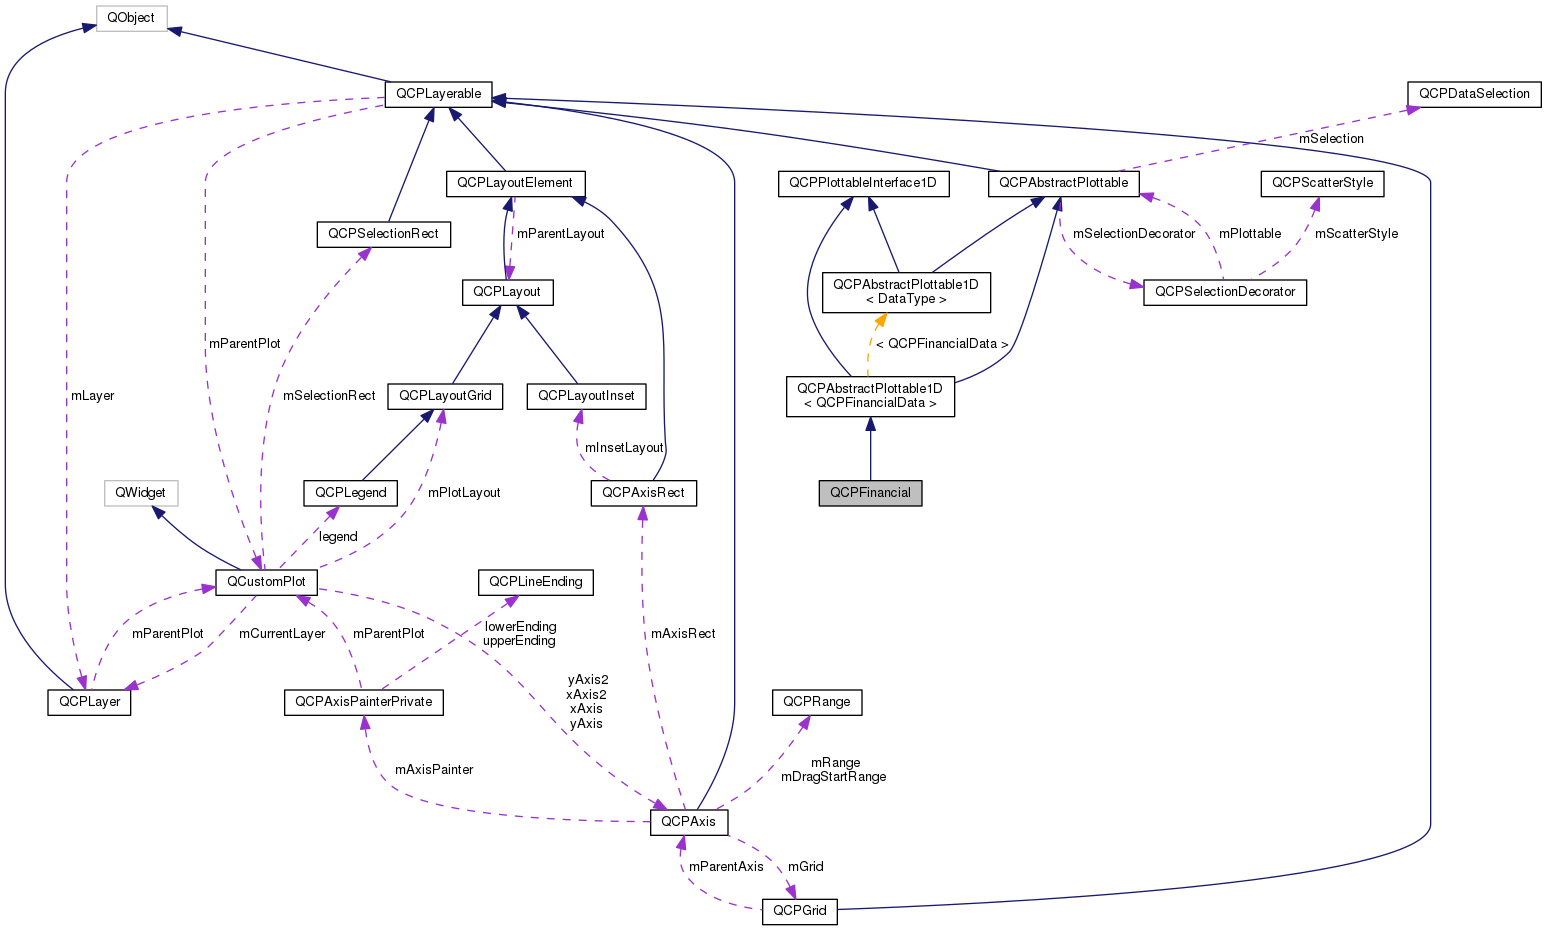 QObject
QCPLayerable
QCPDataSelection
mSelection
QCPLayoutElement
QCPPlottableInterface1D
QCPAbstractPlottable
QCPScatterStyle
QCPSelectionRect
mParentLayout
mSelectionDecorator
mPlottable
mScatterStyle
QCPLayout
QCPAbstractPlottable1D
< DataType >
QCPSelectionDecorator
mParentPlot
< QCPFinancialData >
mLayer
mSelectionRect
QCPLayoutGrid
QCPLayoutInset
QCPAbstractPlottable1D
< QCPFinancialData >
mInsetLayout
QWidget
QCPLegend
mPlotLayout
QCPAxisRect
QCPFinancial
legend
QCustomPlot
QCPLineEnding
mParentPlot
mCurrentLayer
mParentPlot
lowerEnding
upperEnding
mAxisRect
yAxis2
xAxis2
xAxis
yAxis
QCPLayer
QCPAxisPainterPrivate
QCPRange
mAxisPainter
mRange
mDragStartRange
QCPAxis
mParentAxis
mGrid
QCPGrid